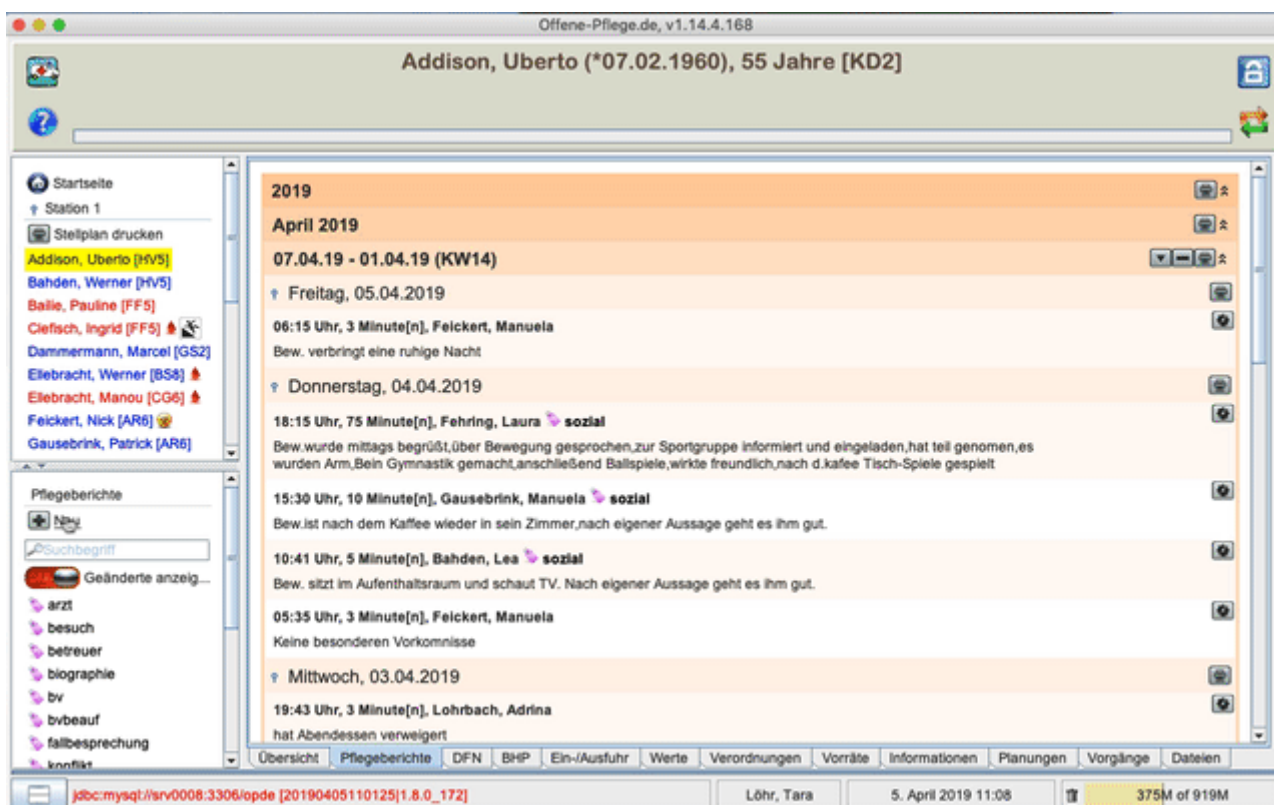 Offene-Pflege.de, v1.14.4.168
Addison, Uberto (*07.02.1960), 55 Jahre [KD2]
Startseite
Station 1
Stellplan drucken
Addison, Uberto [HV5]
Bahden, Werner [HV5]
Bailie, Pauline [FF5]
Clefisch, Ingrid [FF5]
Dammermann, Marcel [GS2]
Ellebracht, Werner [BS8]
Ellebracht, Manou [CG6]
Feickert, Nick [AR6]
Gausebrink, Patrick [AR6]
Pflegeberichte
Neu
Suchbegriff
Geänderte anzeig...
arzt
besuch
betreuer
biographie
bv
bvbeauf
fallbesprechung
konflikt
2019
April 2019
07.04.19 - 01.04.19 (KW14)
Freitag, 05.04.2019
06:15 Uhr, 3 Minute[n], Feickert, Manuela
Bew. verbringt eine ruhige Nacht
Donnerstag, 04.04.2019
18:15 Uhr, 75 Minute[n], Fehring, Laura sozial
Bew.wurde mittags begrüßt,über Bewegung gesprochen,zur Sportgruppe informiert und eingeladen,hat teil genomen,es
wurden Arm,Bein Gymnastik gemacht,anschließend Ballspiele,wirkte freundlich,nach d.kafee Tisch-Spiele gespielt
15:30 Uhr, 10 Minute[n], Gausebrink, Manuela sozial
Bew.ist nach dem Kaffee wieder in sein Zimmer,nach eigener Aussage geht es ihm gut.
10:41 Uhr, 5 Minute[n], Bahden, Lea sozial
Bew. sitzt im Aufenthaltsraum und schaut TV. Nach eigener Aussage geht es ihm gut.
05:35 Uhr, 3 Minute[n], Feickert, Manuela
Keine besonderen Vorkomnisse
Mittwoch, 03.04.2019
19:43 Uhr, 3 Minute[n], Lohrbach, Adrina
hat Abendessen verweigert
Übersicht Pflegeberichte DFN BHP Ein-/Ausfuhr Werte Verordnungen Vorräte Informationen Planungen Vorgänge Dateien
jdbc:mysql://srv0008:3306/opde [20190405110125|1.8.0_172] Löhr, Tara 5. April 2019 11:08 375M of 919M